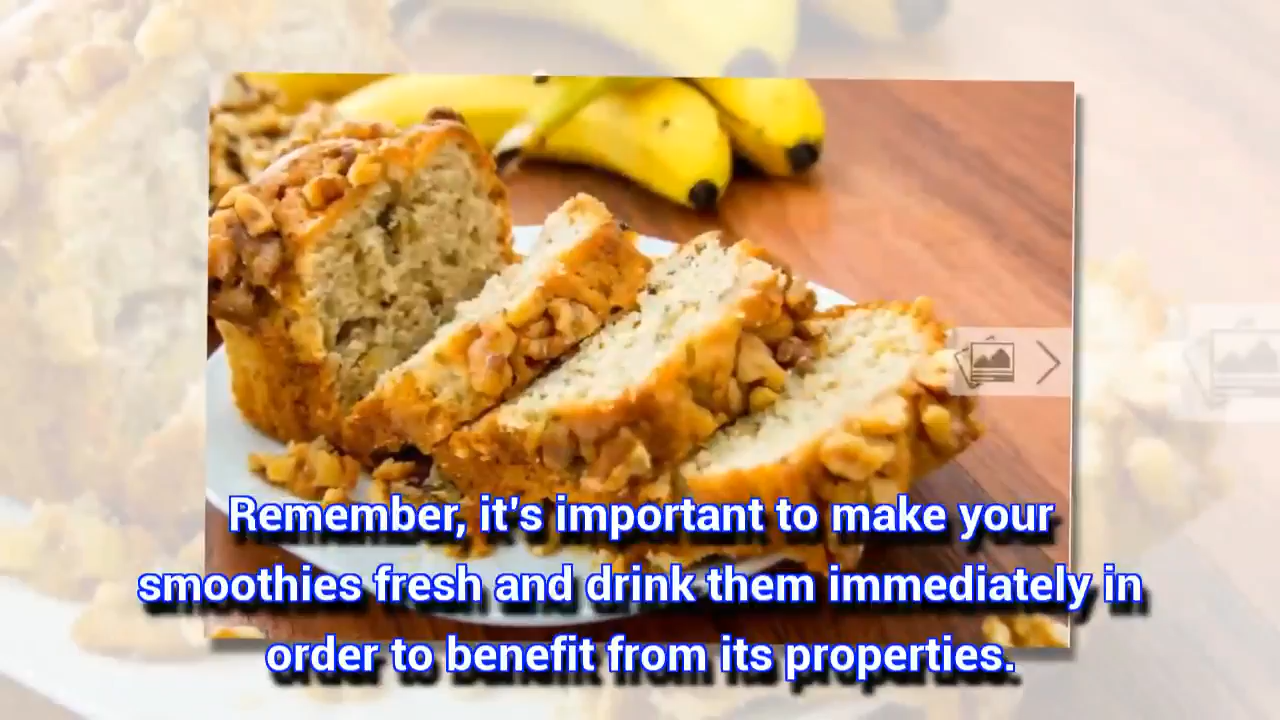 Remember, it's important to make your
smoothies fresh and drink them immediately in
order to benefit from its properties.